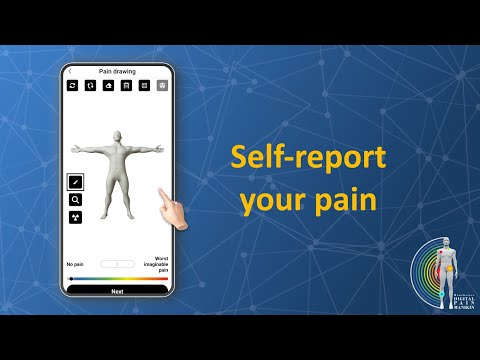 Pain drawing
Self-report
your pain
No pain
Worst
imaginable
pain
Next
DIGITAL
PAIN
MANIKIN